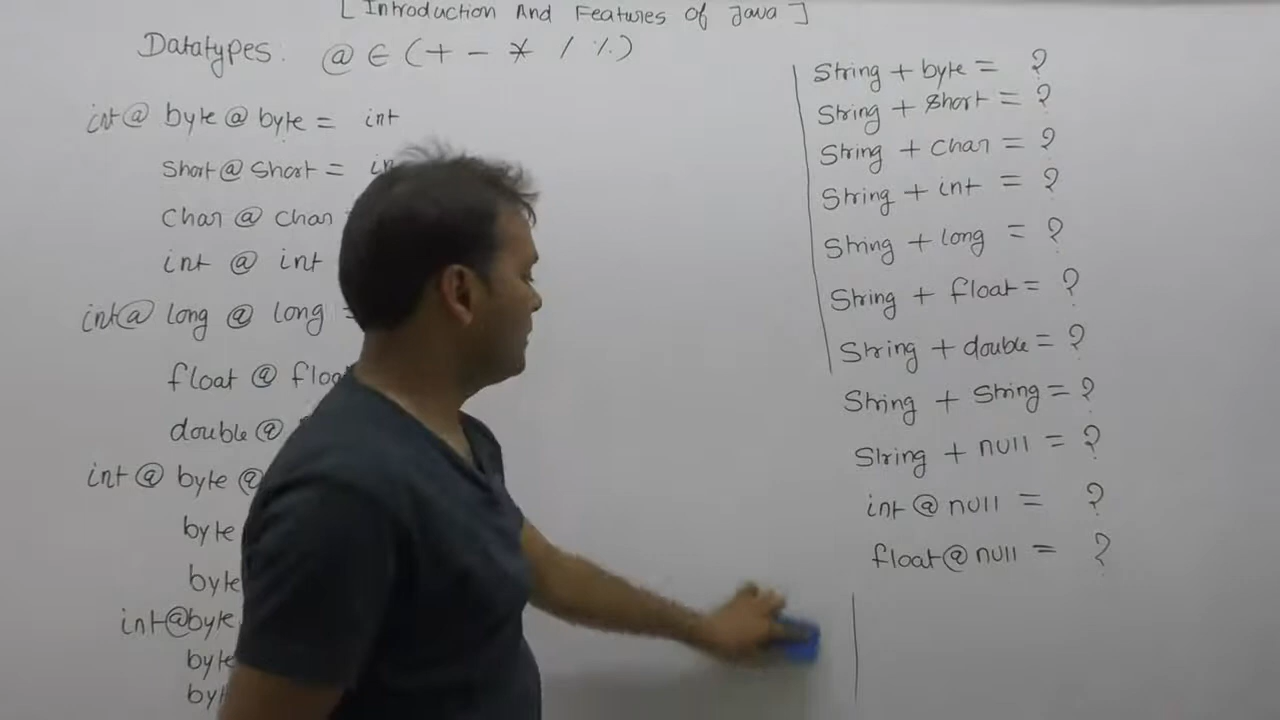 [ Introduction And Features of Java ]
Datatypes: @ ∈ (+ - * / %)
int@ byte @ byte = int
Short @ Short =
Char @ Char
int @ int
int@ long @ long
float @
double @
int @ byte @
byte
byte
int@byte
byte
String + byte = ?
String + Short = ?
String + Char = ?
String + int = ?
String + long = ?
String + float = ?
String + double = ?
String + String = ?
String + null = ?
int @ null = ?
float @ null = ?